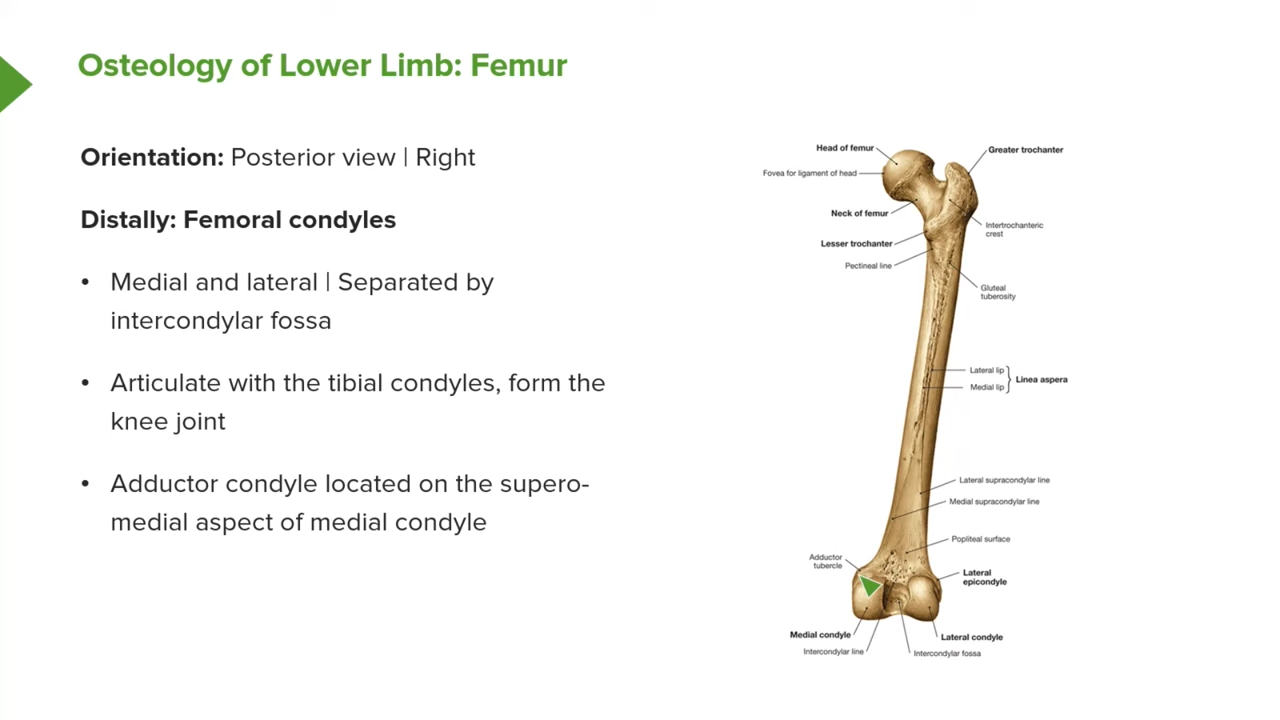 Osteology of Lower Limb: Femur
Orientation: Posterior view | Right
Distally: Femoral condyles
• Medial and lateral | Separated by
intercondylar fossa
• Articulate with the tibial condyles, form the
knee joint
• Adductor condyle located on the supero-
medial aspect of medial condyle
Head of femur
Greater trochanter
Fovea for ligament of head
Neck of femur
Intertrochanteric
crest
Lesser trochanter
Pectineal line
Gluteal
tuberosity
Lateral lip
Medial lip
Linea aspera
Lateral supracondylar line
Medial supracondylar line
Popliteal surface
Adductor
tubercle
Lateral
epicondyle
Medial condyle
Lateral condyle
Intercondylar line
Intercondylar fossa